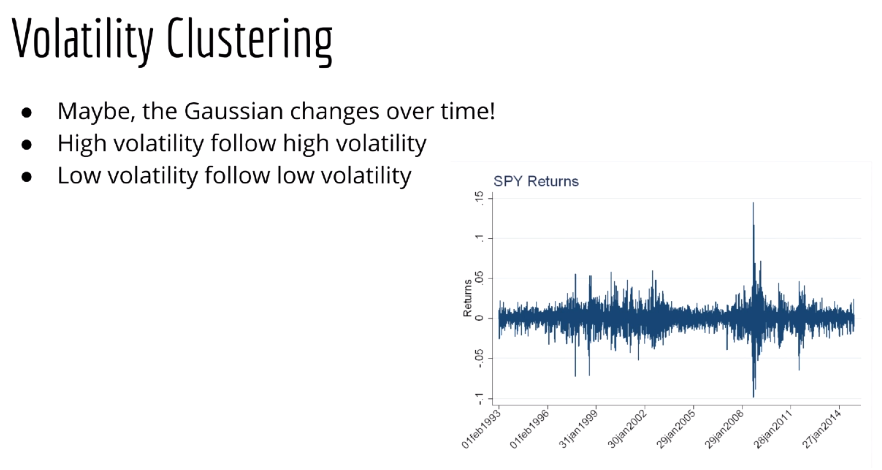 Volatility Clustering
● Maybe, the Gaussian changes over time!
● High volatility follow high volatility
● Low volatility follow low volatility
SPY Returns
Returns
.15
.1
.05
0
-.05
-.1
01feb1993
01feb1996
31jan1999
30jan2002
29jan2005
29jan2008
28jan2011
27jan2014